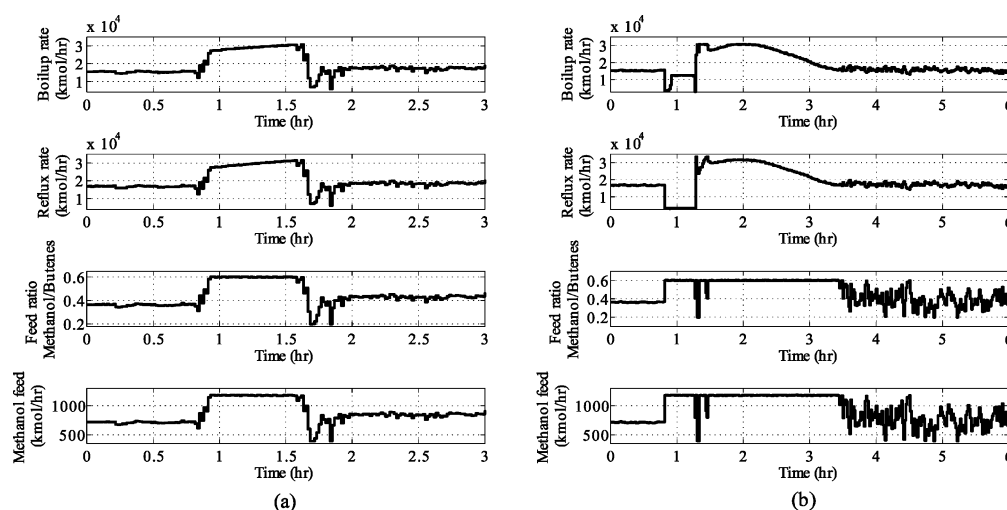 x 10^4
Boilup rate
(kmol/hr)
3
2
1
0 0.5 1 1.5 2 2.5 3
Time (hr)
x 10^4
Reflux rate
(kmol/hr)
3
2
1
0 0.5 1 1.5 2 2.5 3
Time (hr)
Feed ratio
Methanol/Butenes
0.6
0.4
0.2
0 0.5 1 1.5 2 2.5 3
Time (hr)
Methanol feed
(kmol/hr)
1000
500
0 0.5 1 1.5 2 2.5 3
Time (hr)
(a)
x 10^4
Boilup rate
(kmol/hr)
3
2
1
0 1 2 3 4 5 6
Time (hr)
x 10^4
Reflux rate
(kmol/hr)
3
2
1
0 1 2 3 4 5 6
Time (hr)
Feed ratio
Methanol/Butenes
0.6
0.4
0.2
0 1 2 3 4 5 6
Time (hr)
Methanol feed
(kmol/hr)
1000
500
0 1 2 3 4 5 6
Time (hr)
(b)